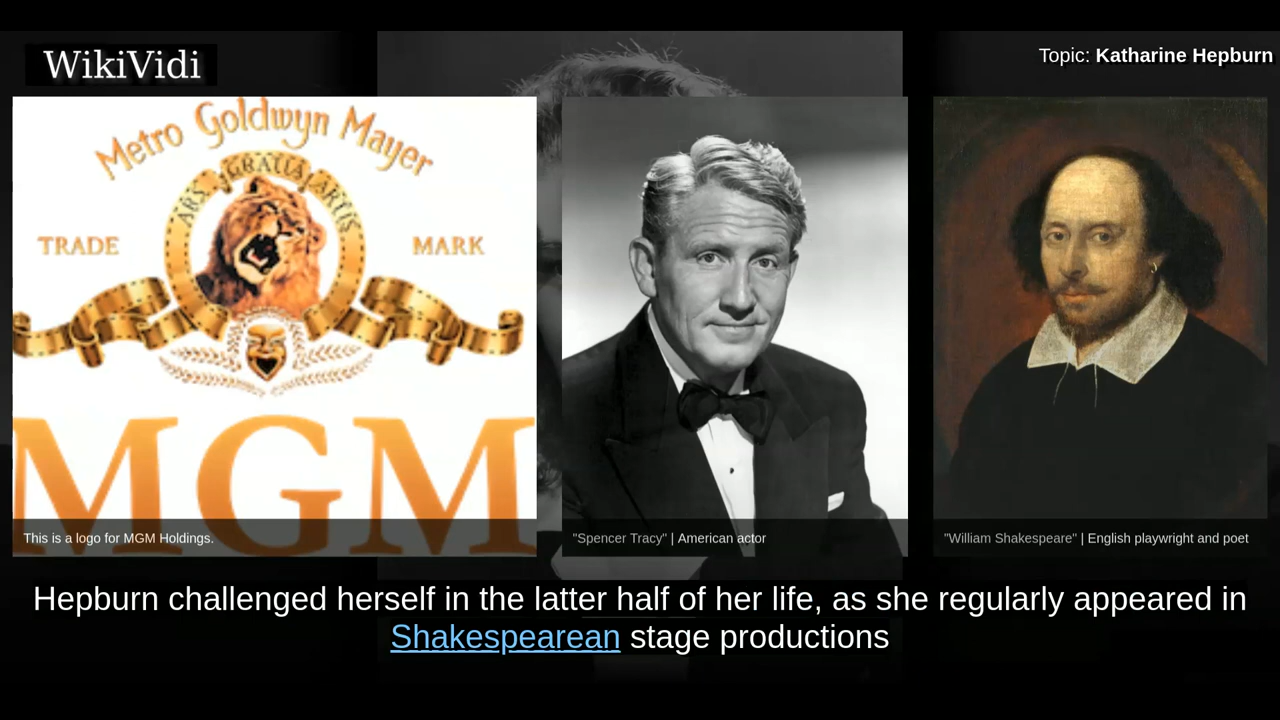 WikiVidi
Topic: Katharine Hepburn
Metro Goldwyn Mayer
ARS GRATIA ARTIS
TRADE MARK
MGM
This is a logo for MGM Holdings.
"Spencer Tracy" | American actor
"William Shakespeare" | English playwright and poet
Hepburn challenged herself in the latter half of her life, as she regularly appeared in
Shakespearean stage productions